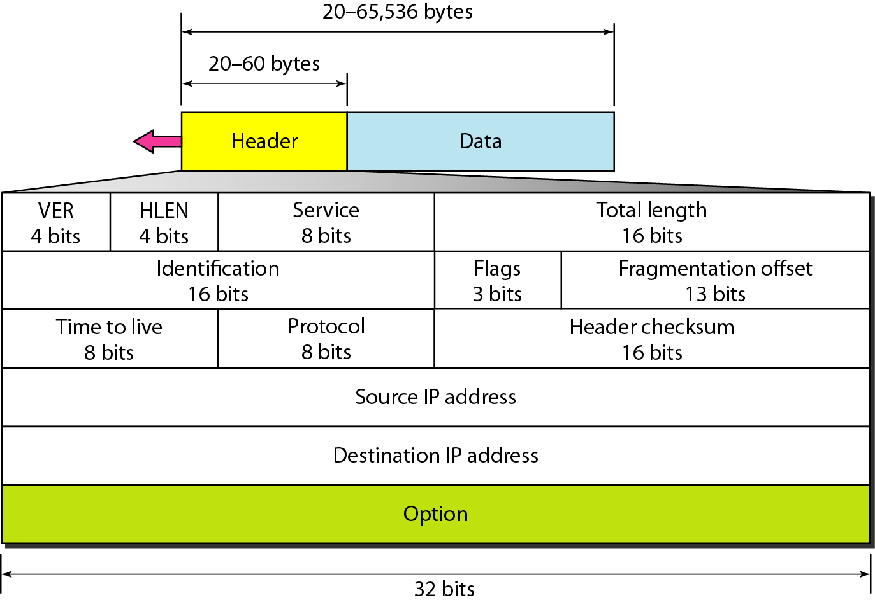 20–65,536 bytes
20–60 bytes
Header
Data
VER
4 bits
HLEN
4 bits
Service
8 bits
Total length
16 bits
Identification
16 bits
Flags
3 bits
Fragmentation offset
13 bits
Time to live
8 bits
Protocol
8 bits
Header checksum
16 bits
Source IP address
Destination IP address
Option
32 bits